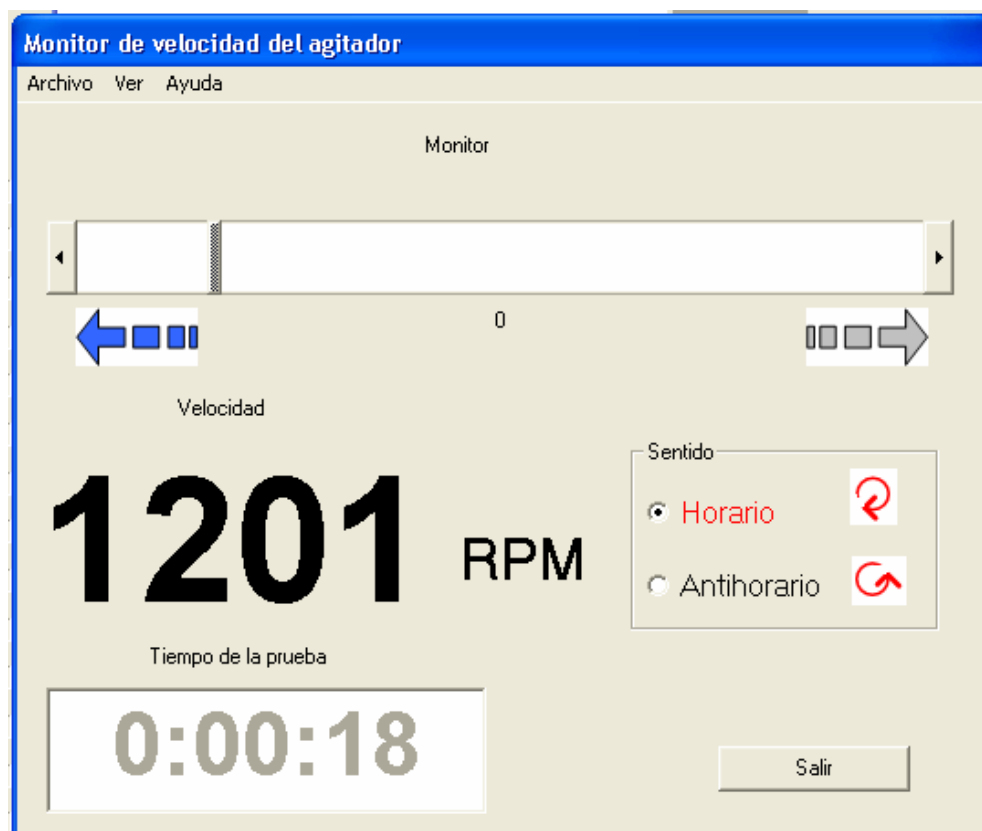 Monitor de velocidad del agitador
Archivo Ver Ayuda
Monitor
0
Velocidad
1201 RPM
Sentido
Horario
Antihorario
Tiempo de la prueba
0:00:18
Salir